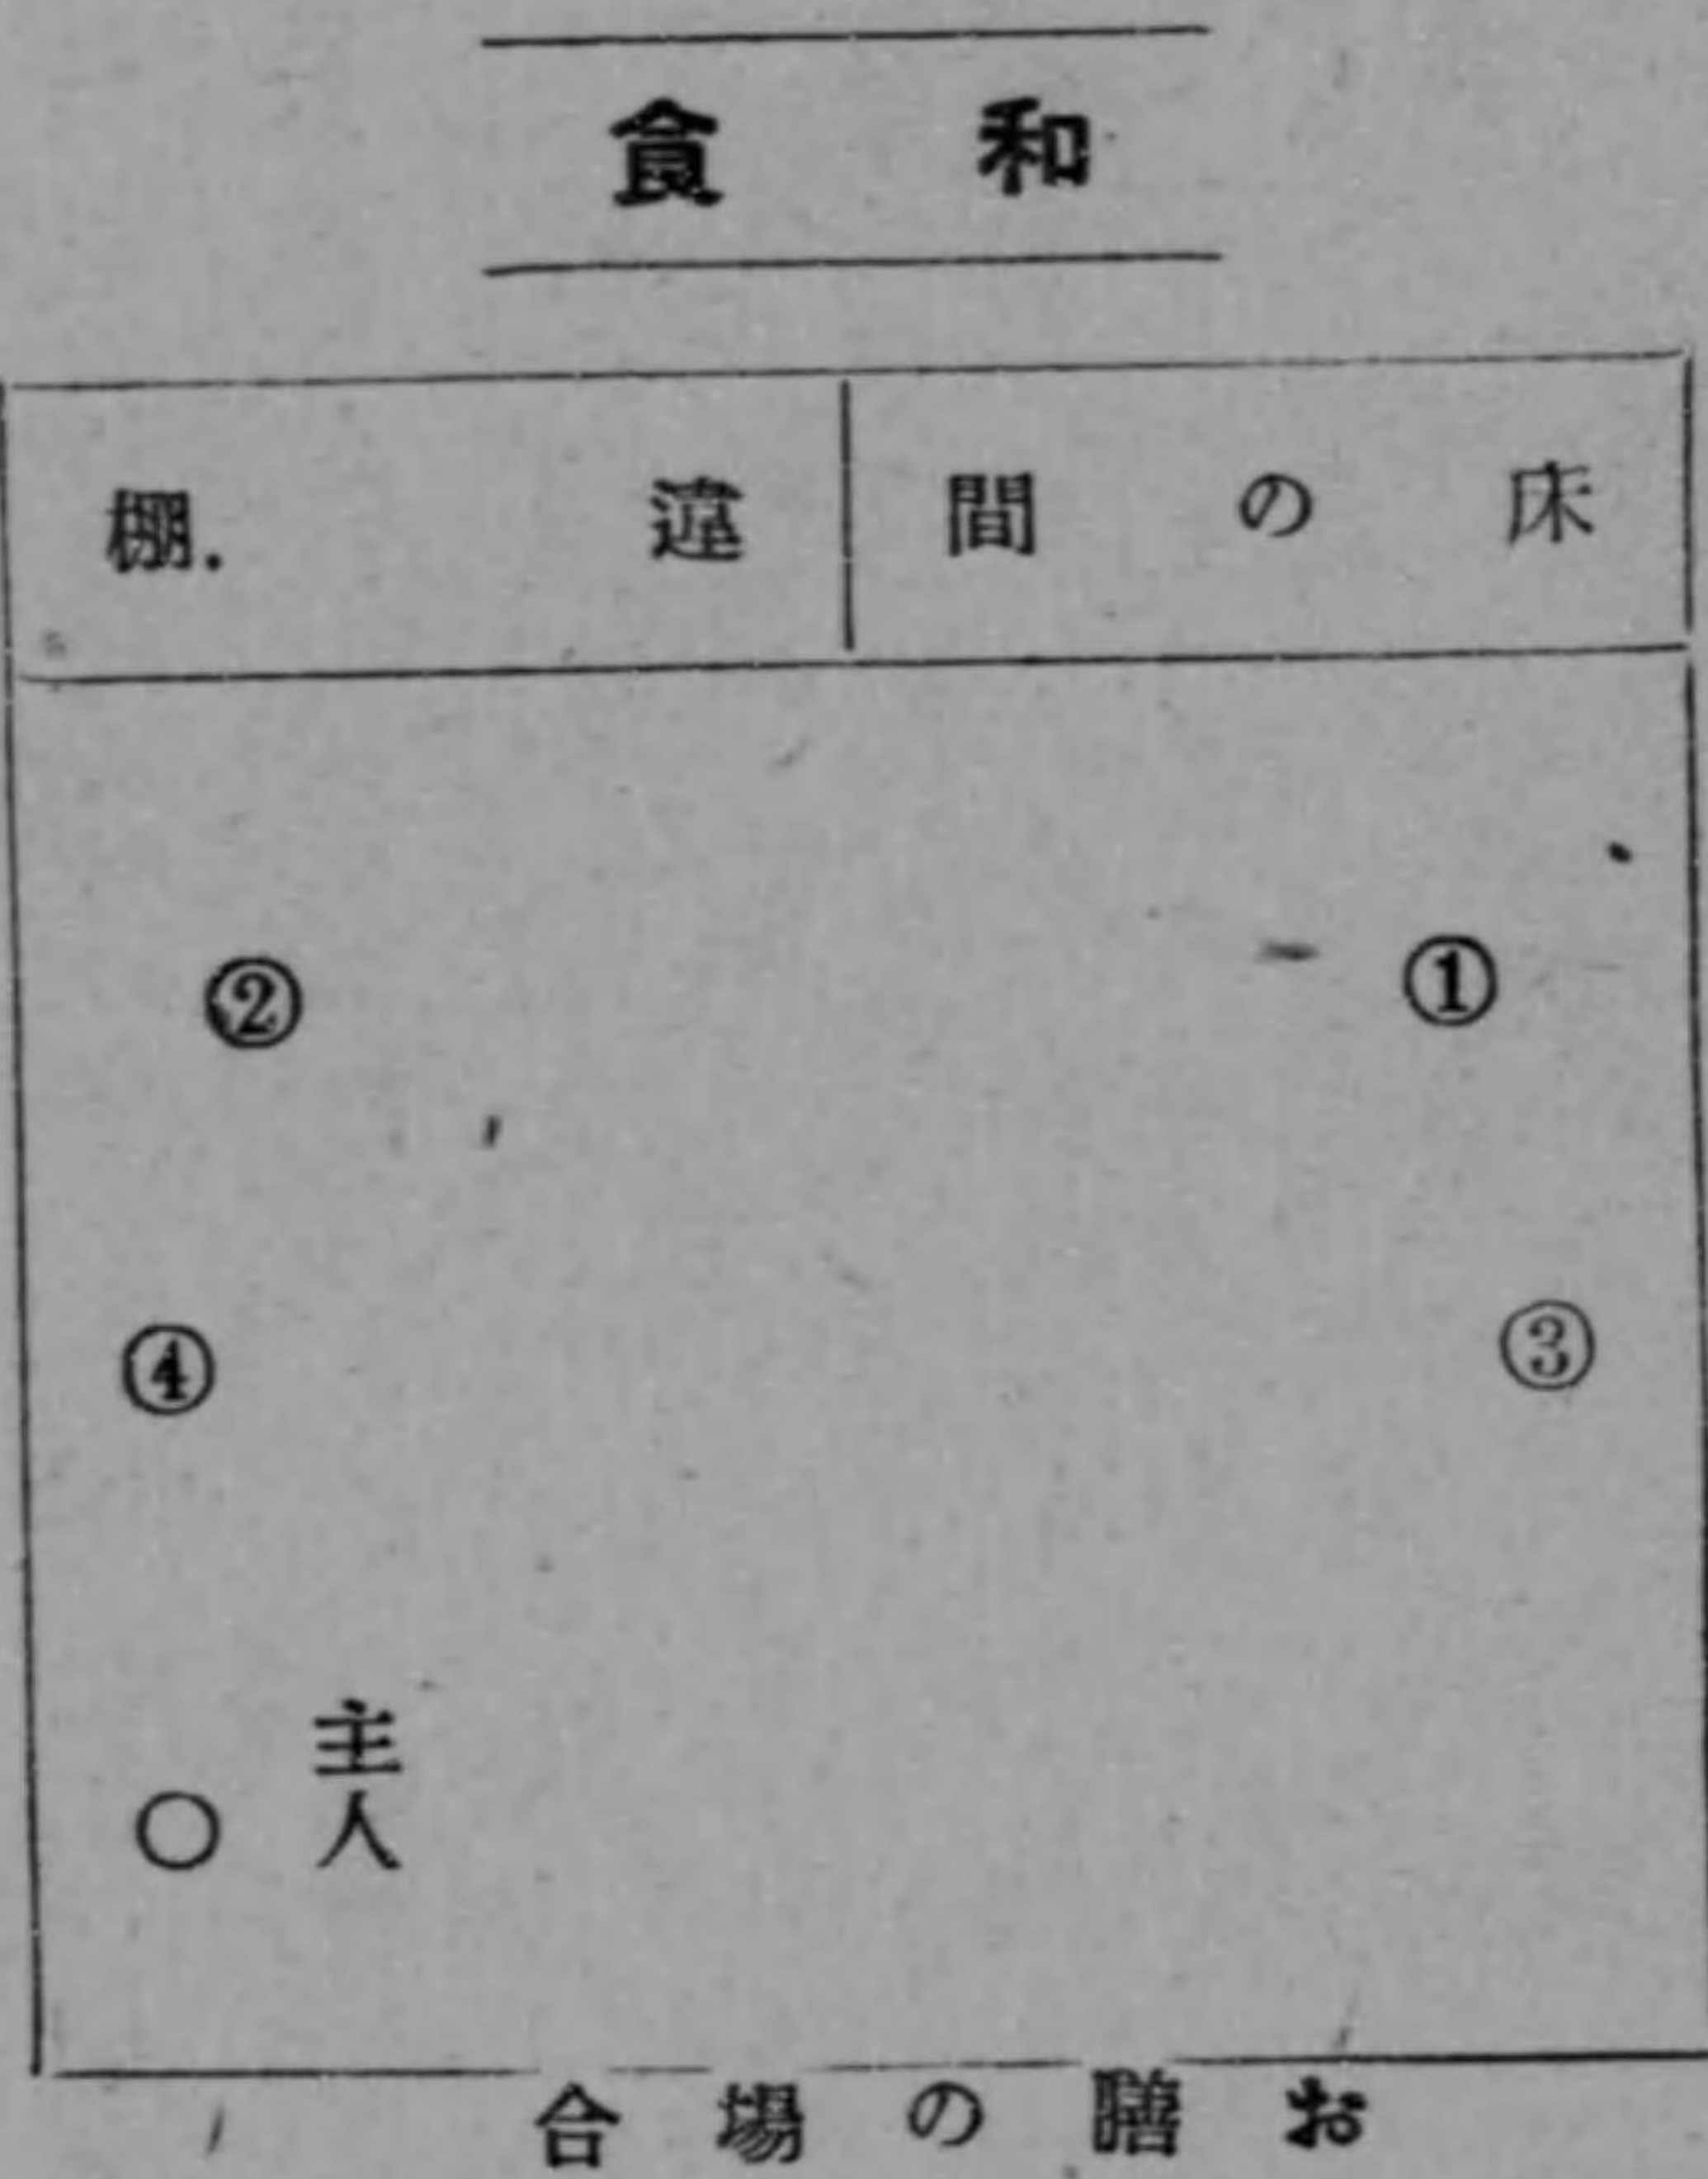 和食
床の間
違棚
①
②
③
④
主人
○
お膳の場合